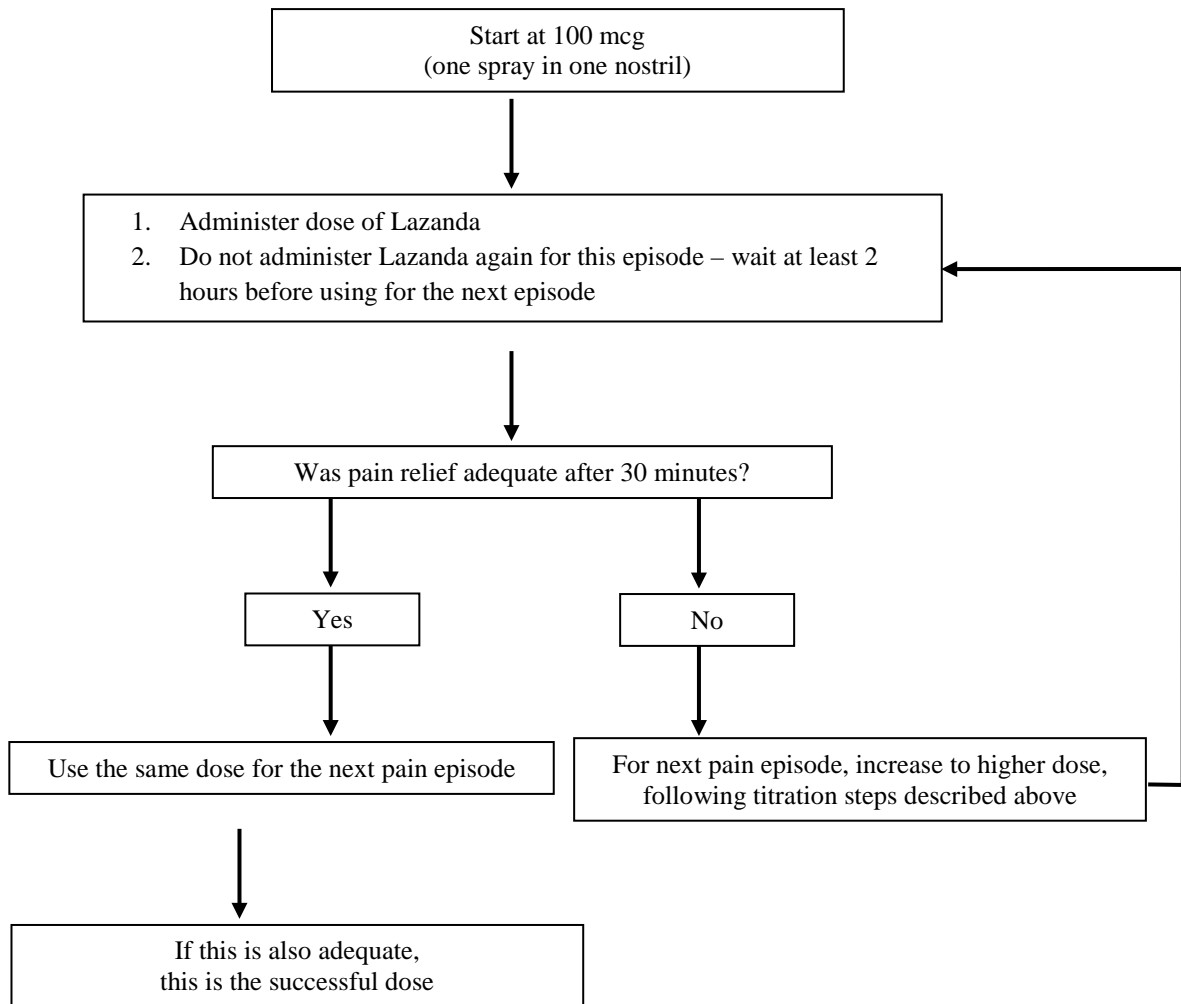 Start at 100 mcg
(one spray in one nostril)
1. Administer dose of Lazanda
2. Do not administer Lazanda again for this episode – wait at least 2
hours before using for the next episode
Was pain relief adequate after 30 minutes?
Yes
No
Use the same dose for the next pain episode
For next pain episode, increase to higher dose,
following titration steps described above
If this is also adequate,
this is the successful dose